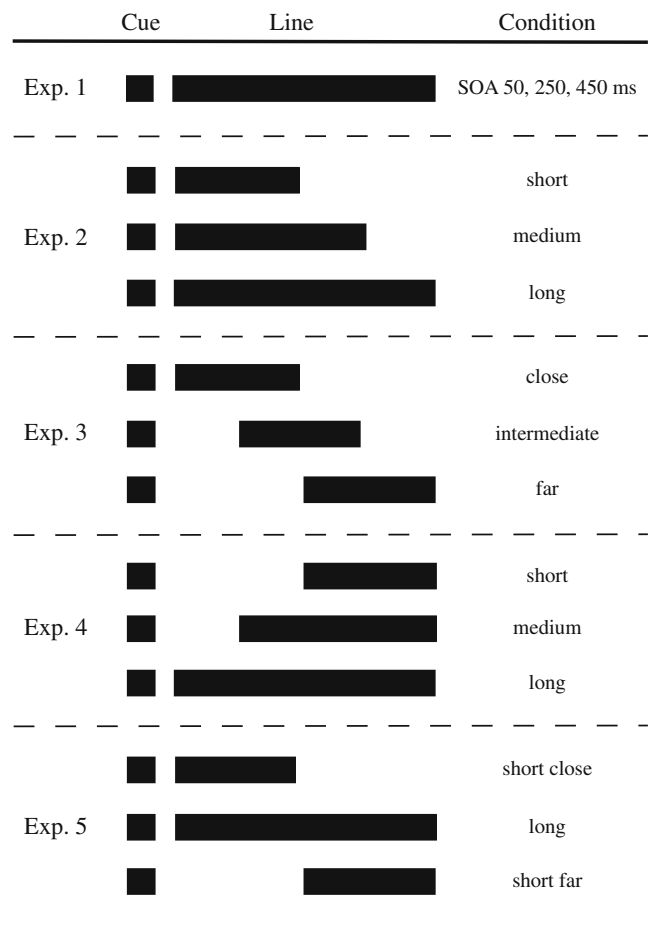 Cue Line Condition
Exp. 1 SOA 50, 250, 450 ms
short
Exp. 2 medium
long
close
Exp. 3 intermediate
far
short
Exp. 4 medium
long
short close
Exp. 5 long
short far